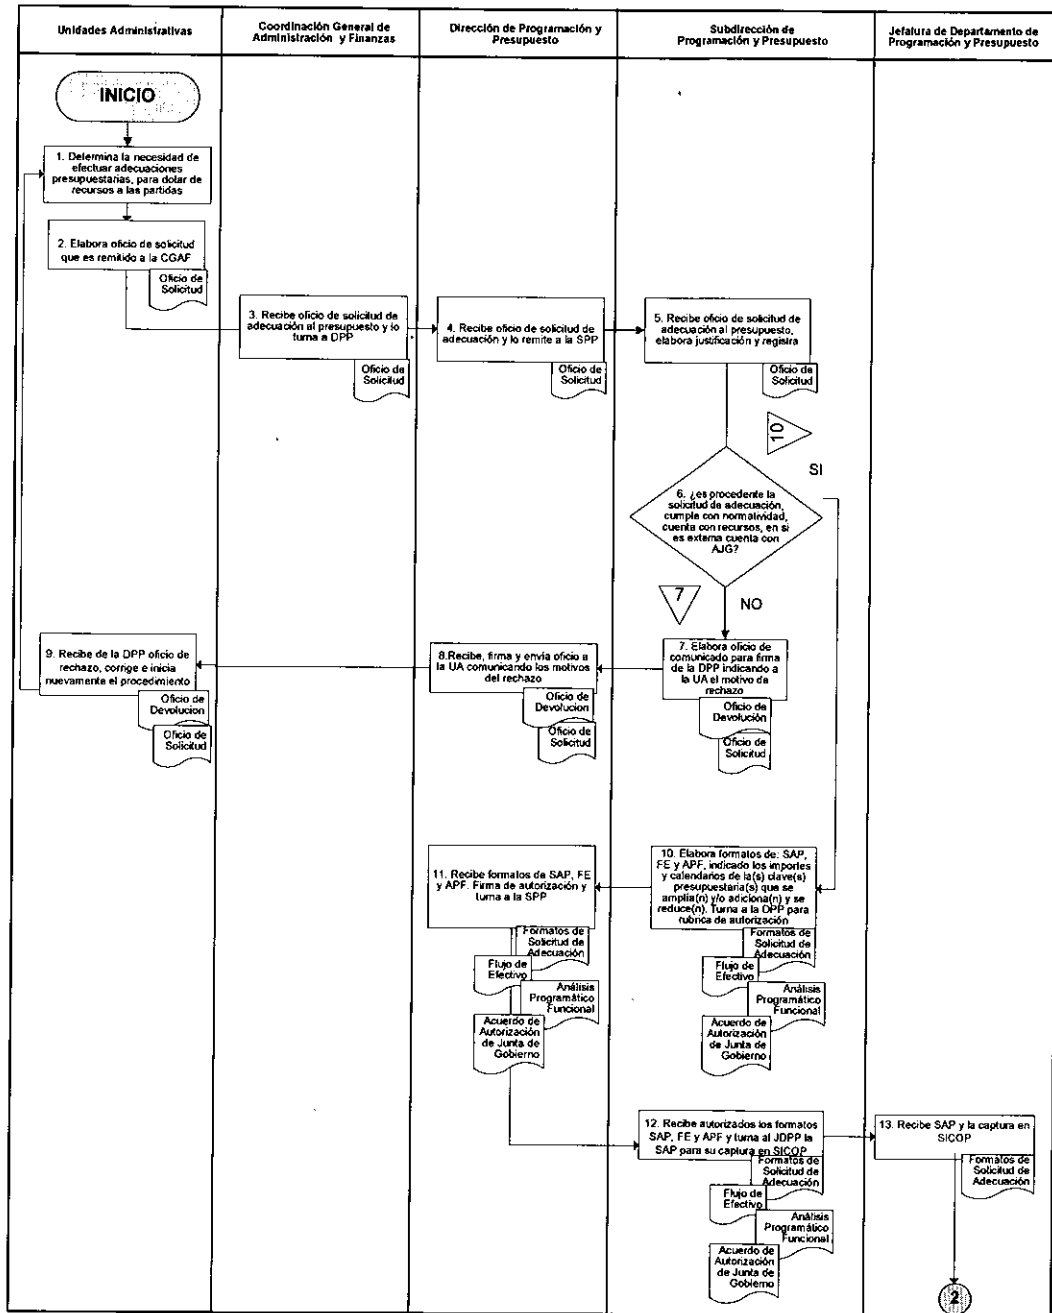 Unidades Administrativas
Coordinación General de
Administración y Finanzas
Dirección de Programación y
Presupuesto
Subdirección de
Programación y Presupuesto
Jefatura de Departamento de
Programación y Presupuesto
INICIO
1. Determina la necesidad de
efectuar adecuaciones
presupuestarias, para dotar de
recursos a las partidas
2. Elabora oficio de solicitud
que es remitido a la CGAF
Oficio de
Solicitud
3. Recibe oficio de solicitud de
adecuación al presupuesto y lo
turna a DPP
Oficio de
Solicitud
4. Recibe oficio de solicitud de
adecuación y lo remite a la SPP
Oficio de
Solicitud
5. Recibe oficio de solicitud de
adecuación al presupuesto,
elabora justificación y registra
Oficio de
Solicitud
10
SI
6. ¿es procedente la
solicitud de adecuación,
cumple con normatividad,
cuenta con recursos, en si
es externa cuenta con
AJG?
7
NO
7. Elabora oficio de
comunicado para firma
de la DPP indicando a
la UA el motivo de
rechazo
Oficio de
Devolución
Oficio de
Solicitud
8.Recibe, firma y envía oficio a
la UA comunicando los motivos
del rechazo
Oficio de
Devolucion
Oficio de
Solicitud
9. Recibe de la DPP oficio de
rechazo, corrige e inicia
nuevamente el procedimiento
Oficio de
Devolucion
Oficio de
Solicitud
10. Elabora formatos de: SAP,
FE y APF, indicado los importes
y calendarios de la(s) clave(s)
presupuestaria(s) que se
amplia(n) y/o adiciona(n) y se
reduce(n). Turna a la DPP para
rubrica de autorización
Formatos de
Solicitud de
Adecuación
Flujo de
Efectivo
Análisis
Programático
Funcional
Acuerdo de
Autorización
de Junta de
Gobierno
11. Recibe formatos de SAP, FE
y APF. Firma de autorización y
turna a la SPP
Formatos de
Solicitud de
Adecuación
Flujo de
Efectivo
Análisis
Programático
Funcional
Acuerdo de
Autorización
de Junta de
Gobierno
12. Recibe autorizados los formatos
SAP, FE y APF y turna al JDPP la
SAP para su captura en SICOP
Formatos de
Solicitud de
Adecuación
Flujo de
Efectivo
Análisis
Programático
Funcional
Acuerdo de
Autorización
de Junta de
Gobierno
13. Recibe SAP y la captura en
SICOP
Formatos de
Solicitud de
Adecuación
2